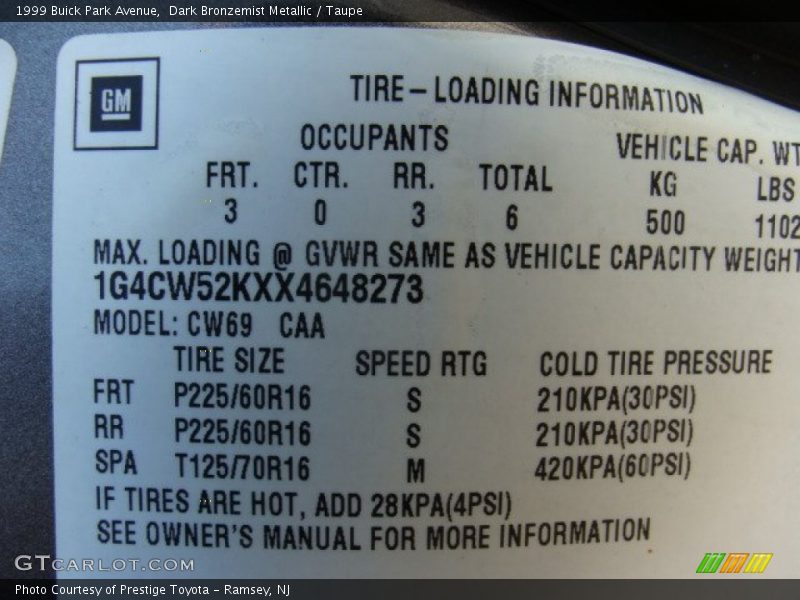 1999 Buick Park Avenue,  Dark Bronzemist Metallic / Taupe
GM
TIRE–LOADING INFORMATION
OCCUPANTS VEHICLE CAP. WT
FRT. CTR. RR. TOTAL KG LBS
3 0 3 6 500 1102
MAX. LOADING @ GVWR SAME AS VEHICLE CAPACITY WEIGHT
1G4CW52KXX4648273
MODEL: CW69 CAA
TIRE SIZE SPEED RTG COLD TIRE PRESSURE
FRT P225/60R16 S 210KPA(30PSI)
RR P225/60R16 S 210KPA(30PSI)
SPA T125/70R16 M 420KPA(60PSI)
IF TIRES ARE HOT, ADD 28KPA(4PSI)
SEE OWNER'S MANUAL FOR MORE INFORMATION
GTCARLOT.COM
Photo Courtesy of Prestige Toyota – Ramsey, NJ